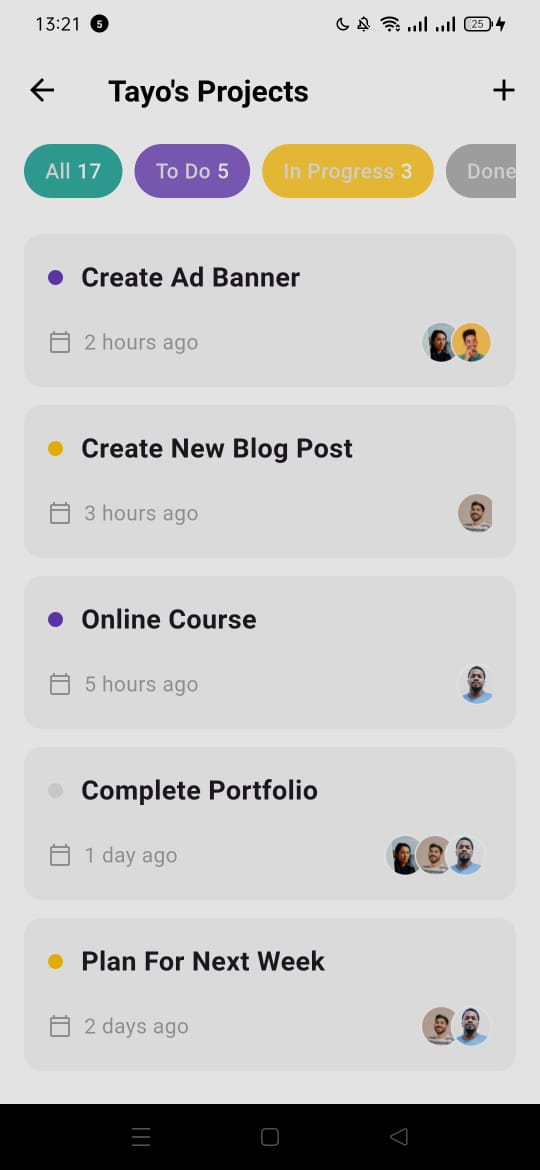 13:21 5 25
Tayo's Projects
All 17 To Do 5 In Progress 3 Done
Create Ad Banner
2 hours ago
Create New Blog Post
3 hours ago
Online Course
5 hours ago
Complete Portfolio
1 day ago
Plan For Next Week
2 days ago